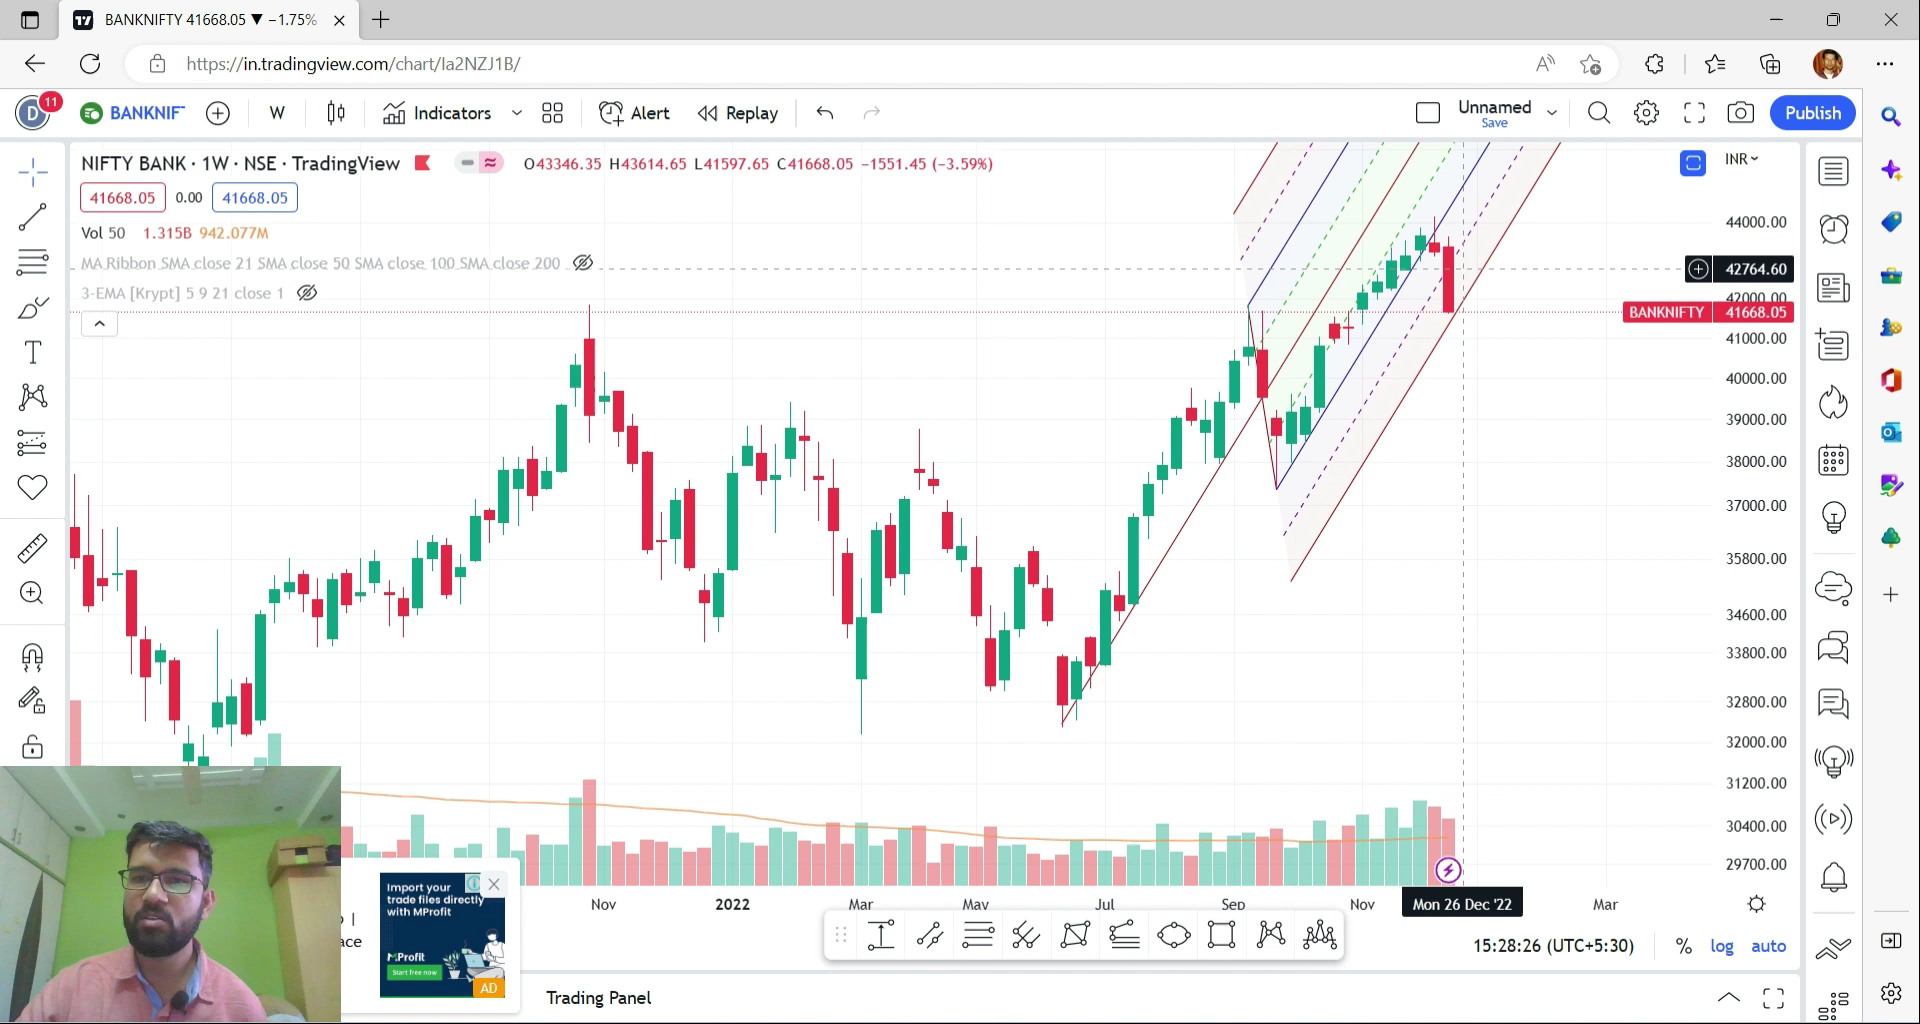 BANKNIFTY 41668.05 ▼ −1.75%
https://in.tradingview.com/chart/Ia2NZJ1B/
D 11 BANKNIF W Indicators Alert Replay Unnamed Save Publish
NIFTY BANK · 1W · NSE · TradingView O43346.35 H43614.65 L41597.65 C41668.05 −1551.45 (−3.59%)
INR
41668.05 0.00 41668.05
Vol 50 1.315B 942.077M
MA Ribbon SMA close 21 SMA close 50 SMA close 100 SMA close 200
3-EMA [Krypt] 5 9 21 close 1
44000.00
42764.60
42000.00
BANKNIFTY 41668.05
41000.00
40000.00
39000.00
38000.00
37000.00
35800.00
34600.00
33800.00
32800.00
32000.00
31200.00
30400.00
29700.00
Nov 2022 Mar May Jul Sep Nov Mon 26 Dec '22 Mar
15:28:26 (UTC+5:30) % log auto
Import your
trade files directly
with MProfit
MProfit
Start free now
AD
ace
Trading Panel